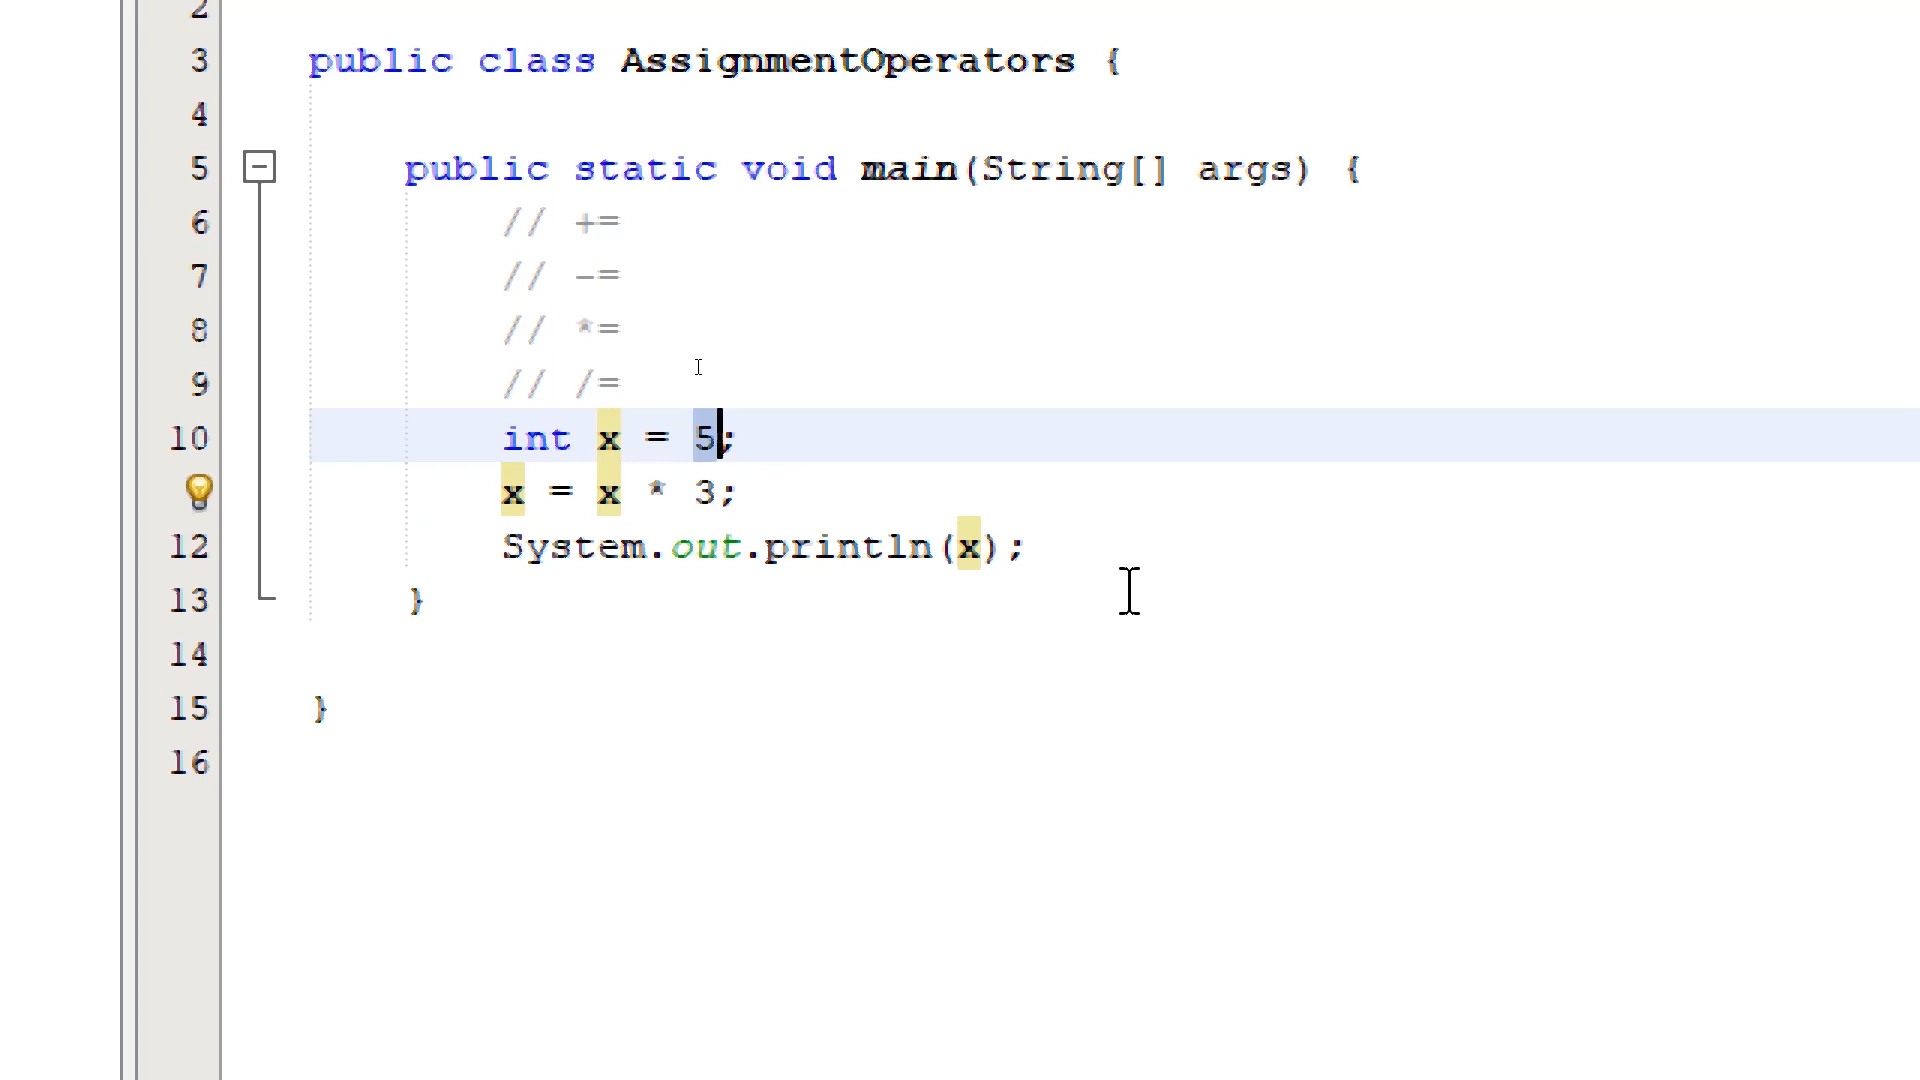 2
3 public class AssignmentOperators {
4
5 public static void main(String[] args) {
6 // +=
7 // -=
8 // *=
9 // /=
10 int x = 5;
x = x * 3;
12 System.out.println(x);
13 }
14
15 }
16